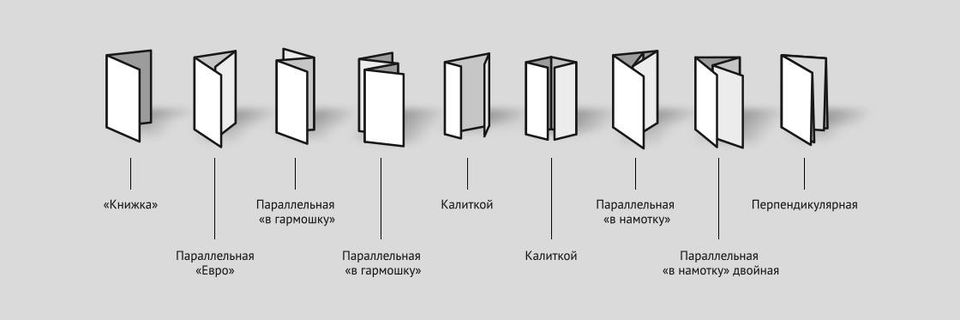 «Книжка»
Параллельная
«Евро»
Параллельная
«в гармошку»
Параллельная
«в гармошку»
Калиткой
Калиткой
Параллельная
«в намотку»
Параллельная
«в намотку» двойная
Перпендикулярная